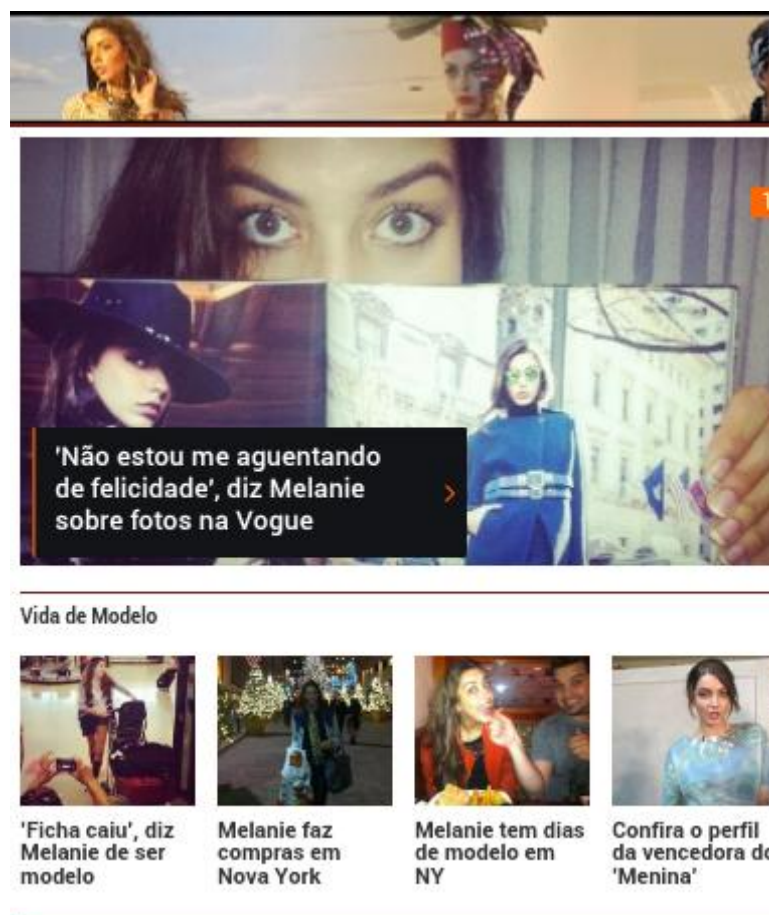 'Não estou me aguentando
de felicidade', diz Melanie
sobre fotos na Vogue
Vida de Modelo
'Ficha caiu', diz
Melanie de ser
modelo
Melanie faz
compras em
Nova York
Melanie tem dias
de modelo em
NY
Confira o perfil
da vencedora do
'Menina'